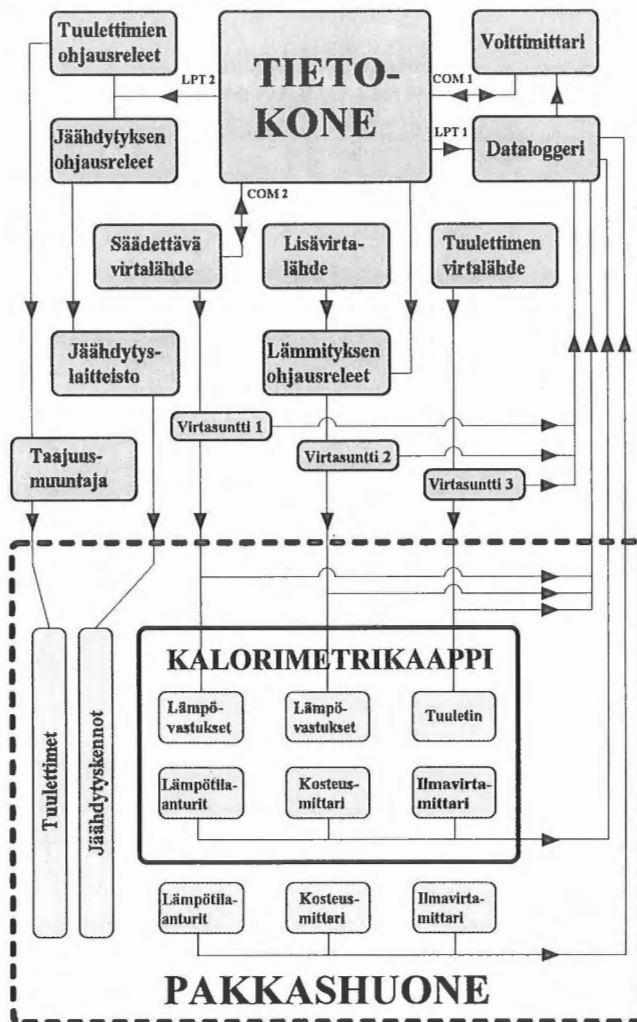 Tuulettimien
ohjausreleet
LPT 2
TIETO-
KONE
COM 1
Volttimittari
LPT 1
Dataloggeri
Jäähdytyksen
ohjausreleet
COM 2
Säädettävä
virtalähde
Lisävirta-
lähde
Tuulettimen
virtalähde
Jäähdytys-
laitteisto
Lämmityksen
ohjausreleet
Virtasuntti 1
Virtasuntti 2
Virtasuntti 3
Taajuus-
muuntaja
KALORIMETRIKAAPPI
Lämpö-
vastukset
Lämpö-
vastukset
Tuuletin
Lämpötila-
anturit
Kosteus-
mittari
Ilmavirta-
mittari
Tuulettimet
Jäähdytyskennot
Lämpötila-
anturit
Kosteus-
mittari
Ilmavirta-
mittari
PAKKASHUONE